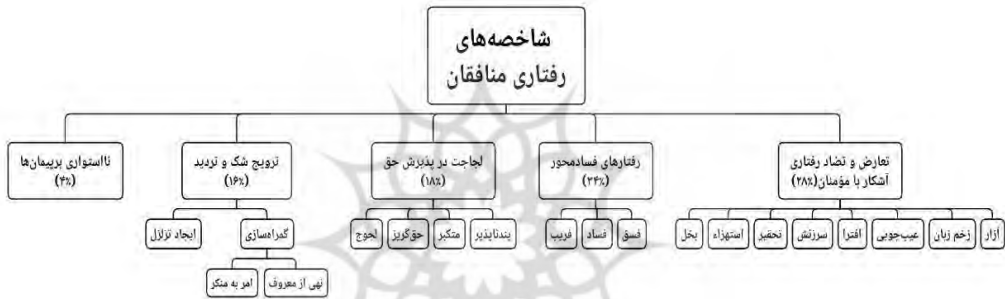 شاخصه‌های
رفتاری منافقان
تعارض و تضاد رفتاری
آشکار با مؤمنان(۲۸٪)
رفتارهای فسادمحور
(۳۴٪)
لجاجت در پذیرش حق
(۱۸٪)
ترویج شک و تردید
(۱۶٪)
نااستواری برپیمان‌ها
(۴٪)
آزار
زخم زبان
افترا
عیب‌جویی
سرزنش
تحقیر
استهزاء
بخل
فسق
فساد
فریب
پندناپذیر
متکبر
حق‌گریز
لجوج
گمراه‌سازی
ایجاد تزلزل
نهی از معروف
امر به منکر